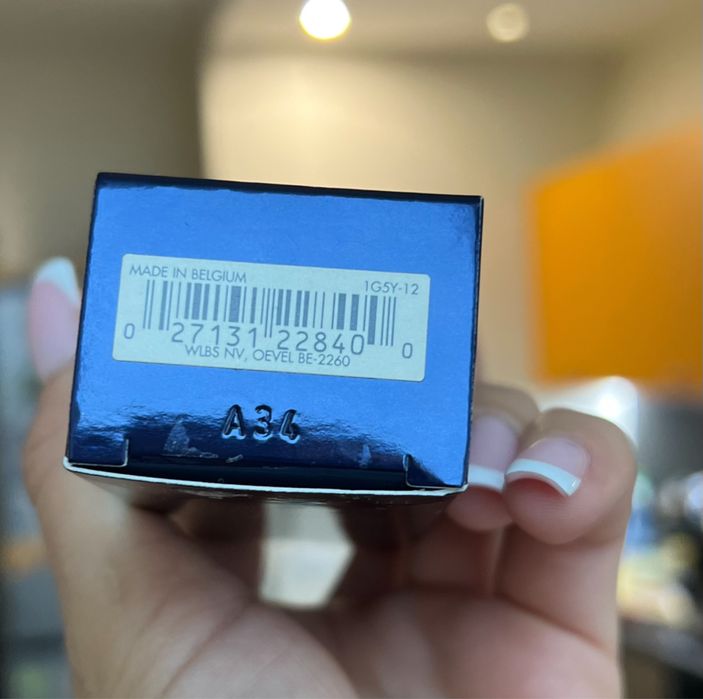 MADE IN BELGIUM 1G5Y-12
0 27131 22840 0
WLBS NV, OEVEL BE-2260
A34